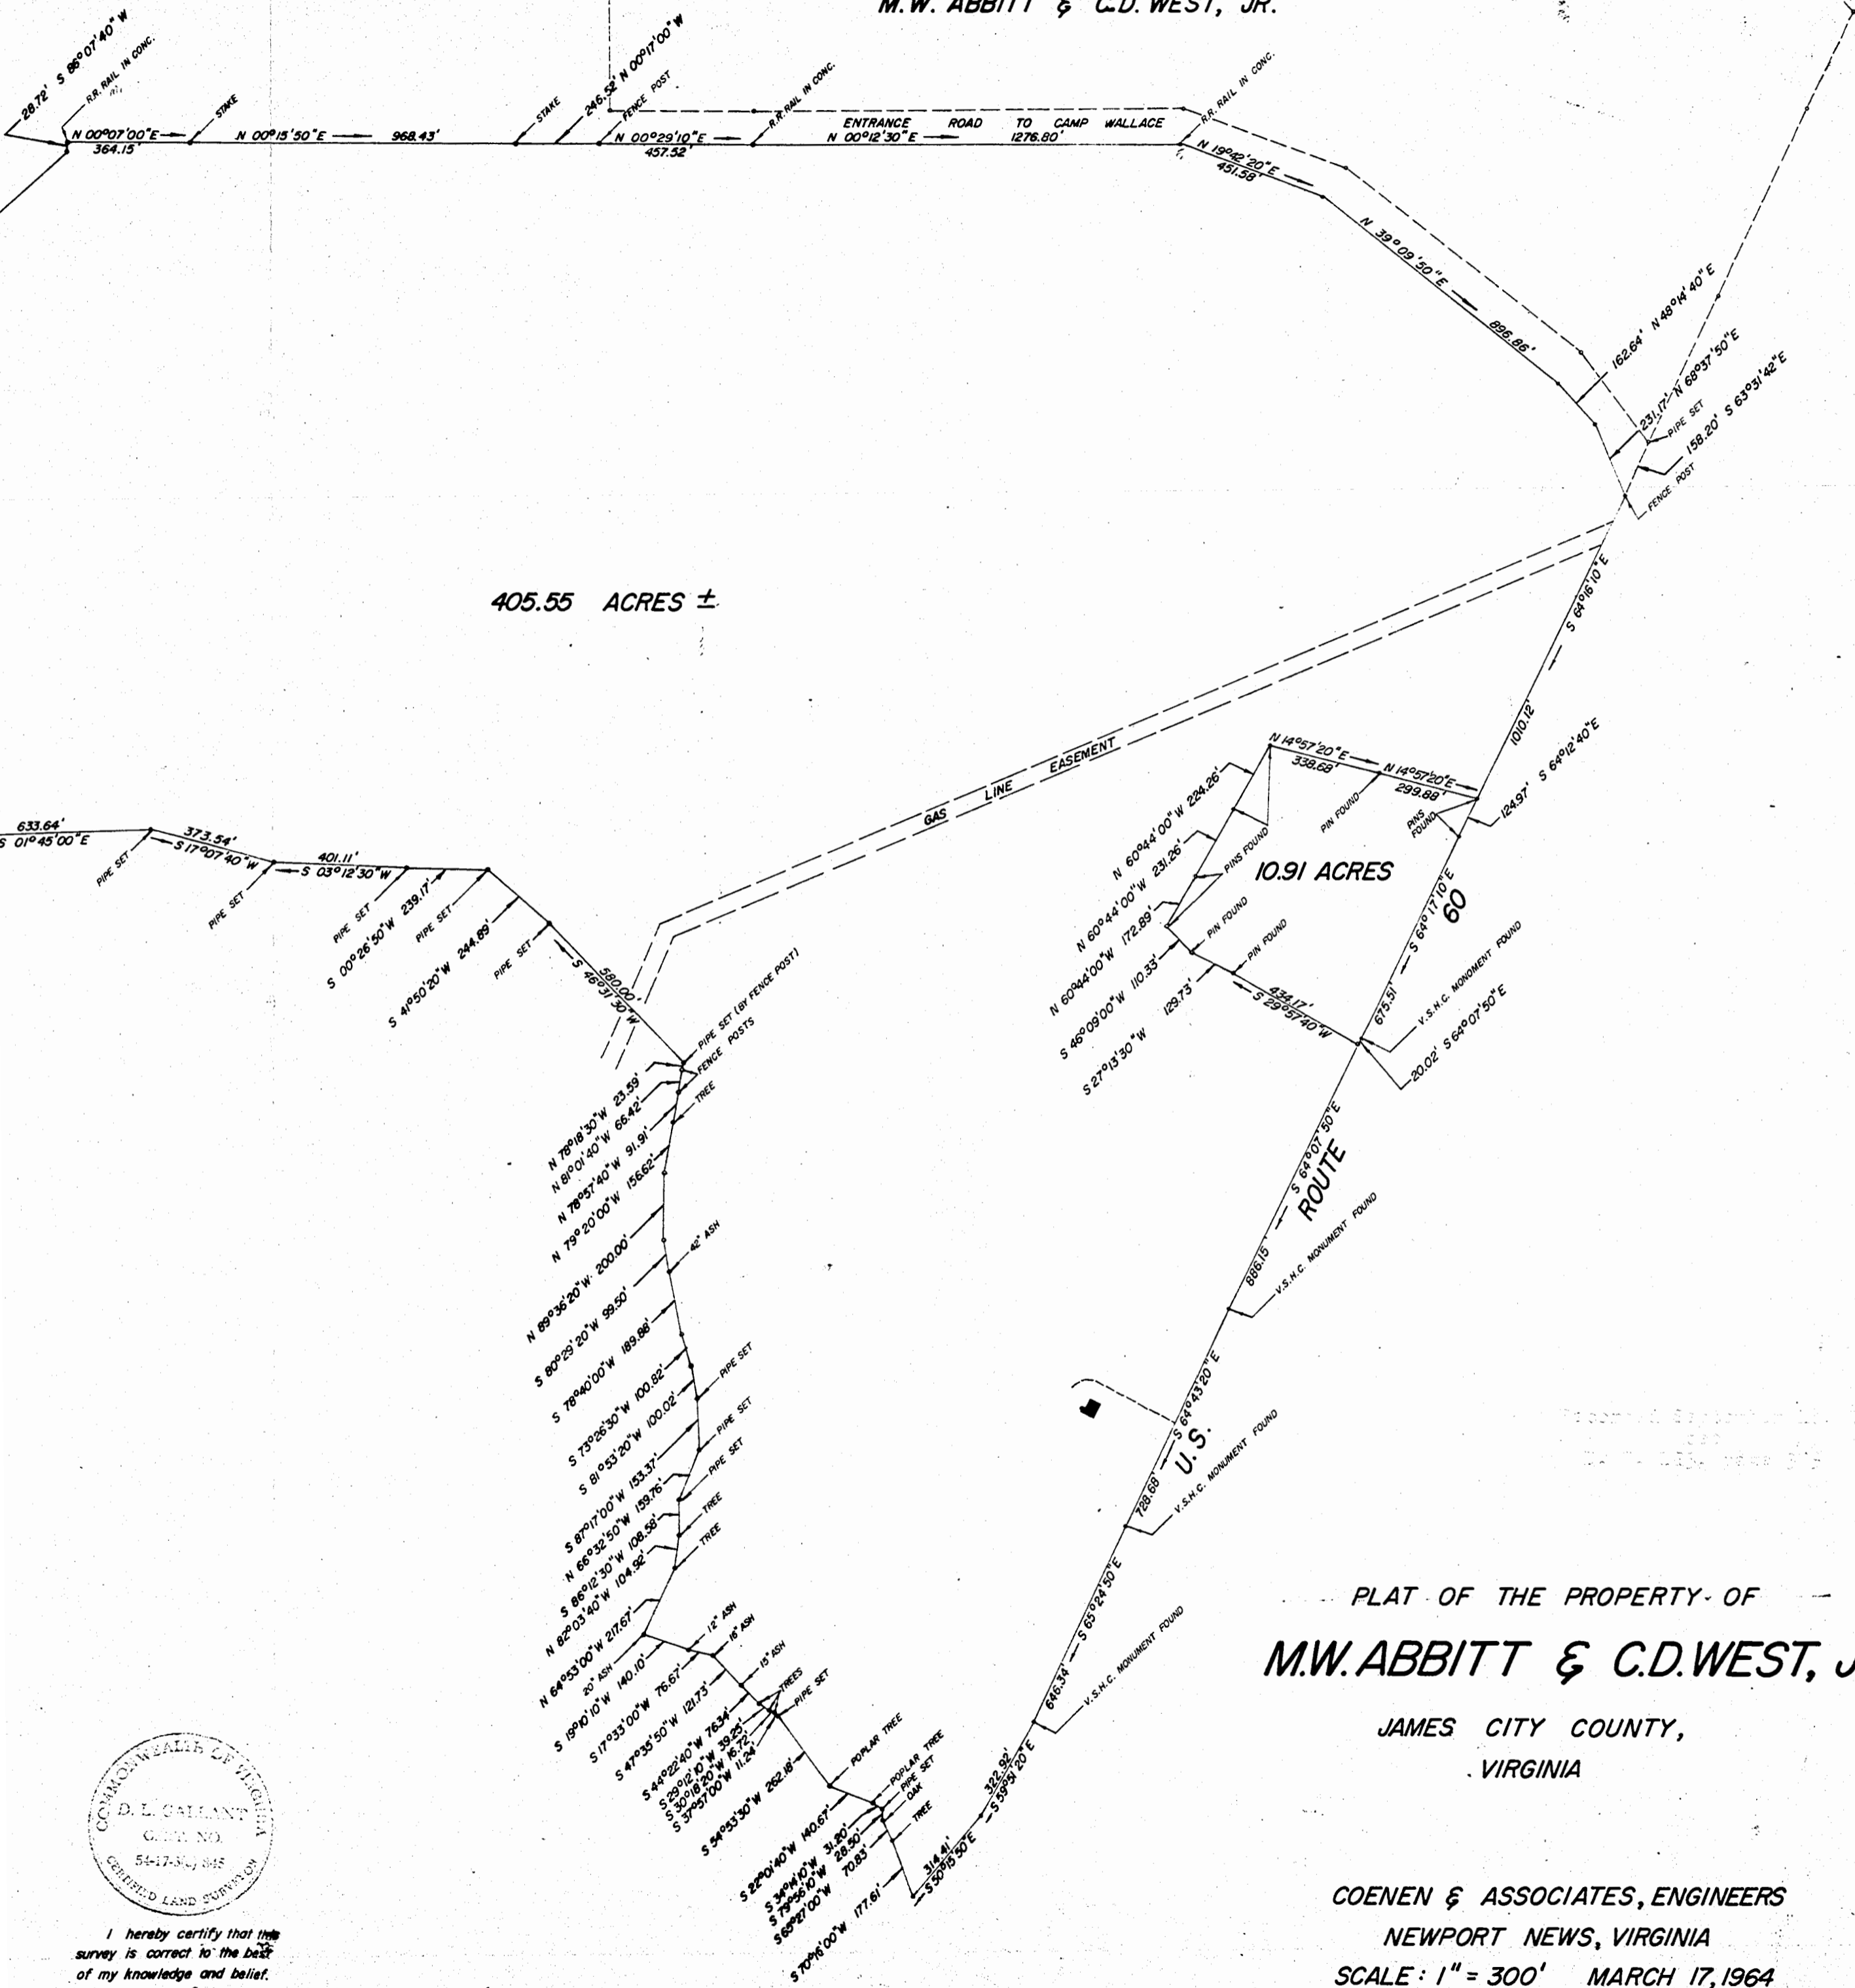 M.W. ABBITT & C.D. WEST, JR.
28.72' S 86°07'40"W
R.R. RAIL IN CONC.
N 00°07'00"E
364.15'
STAKE
N 00°15'50"E 968.43'
STAKE
246.52' N 00°17'00"W
FENCE POST
N 00°29'10"E
457.52'
R.R. RAIL IN CONC.
ENTRANCE ROAD TO CAMP WALLACE
N 00°12'30"E 1276.80'
R.R. RAIL IN CONC.
N 19°42'20"E
451.58'
N 39°09'50"E 896.86'
162.64' N 48°14'40"E
231.17' N 68°37'50"E
PIPE SET
158.20' S 63°31'42"E
FENCE POST
S 64°16'10"E
1010.12'
405.55 ACRES ±
GAS LINE EASEMENT
N 14°57'20"E
338.68'
N 14°57'20"E
299.88'
PIN FOUND
PINS FOUND
124.97' S 64°12'40"E
N 60°44'00"W 224.26'
N 60°44'00"W 231.26'
PINS FOUND
N 60°44'00"W 172.89'
10.91 ACRES
PIN FOUND
PIN FOUND
S 46°09'00"W 110.33'
S 27°13'30"W 129.73'
434.17'
S 29°57'40"W
S 64°17'10"E
675.51'
60
V.S.H.C. MONUMENT FOUND
20.02' S 64°07'50"E
633.64'
S 01°45'00"E
PIPE SET
373.54'
S 17°07'40"W
PIPE SET
401.11'
S 03°12'30"W
PIPE SET
S 00°26'50"W 239.17'
PIPE SET
S 41°50'20"W 244.89'
PIPE SET
580.00'
S 46°31'30"W
PIPE SET (BY FENCE POST)
FENCE POSTS
TREE
N 78°18'30"W 23.59'
N 81°01'40"W 66.42'
N 78°57'40"W 91.91'
N 79°20'00"W 156.62'
N 89°36'20"W 200.00'
42" ASH
S 80°29'20"W 99.50'
S 78°40'00"W 189.88'
S 73°26'30"W 100.82'
PIPE SET
S 81°53'20"W 100.02'
S 87°17'00"W 153.37'
PIPE SET
N 66°32'50"W 159.76'
PIPE SET
S 86°12'30"W 108.58'
TREE
N 82°03'40"W 104.92'
TREE
N 64°53'00"W 217.67'
20" ASH
S 19°10'10"W 140.10'
12" ASH
S 17°33'00"W 76.67'
16" ASH
S 47°35'50"W 121.73'
15" ASH
S 44°22'40"W 76.34'
TREES
S 29°12'10"W 39.25'
S 30°18'20"W 16.72'
S 37°57'00"W 11.24'
PIPE SET
S 54°53'30"W 262.18'
POPLAR TREE
S 22°01'40"W 140.67'
POPLAR TREE
S 34°14'10"W 31.20'
PIPE SET
S 79°56'10"W 28.50'
OAK
S 65°27'00"W 70.83'
TREE
S 70°16'00"W 177.61'
314.41'
S 50°15'50"E
322.92'
S 59°51'20"E
V.S.H.C. MONUMENT FOUND
646.34' S 65°24'50"E
V.S.H.C. MONUMENT FOUND
728.68' S 64°43'20"E
U.S.
V.S.H.C. MONUMENT FOUND
886.15' S 64°07'50"E
ROUTE
PLAT OF THE PROPERTY OF
M.W. ABBITT & C.D. WEST, J
JAMES CITY COUNTY,
VIRGINIA
COENEN & ASSOCIATES, ENGINEERS
NEWPORT NEWS, VIRGINIA
SCALE: 1" = 300' MARCH 17, 1964
COMMONWEALTH OF VIRGINIA
D. L. GALLANT
CERTIFIED LAND SURVEYOR
I hereby certify that this
survey is correct to the best
of my knowledge and belief.